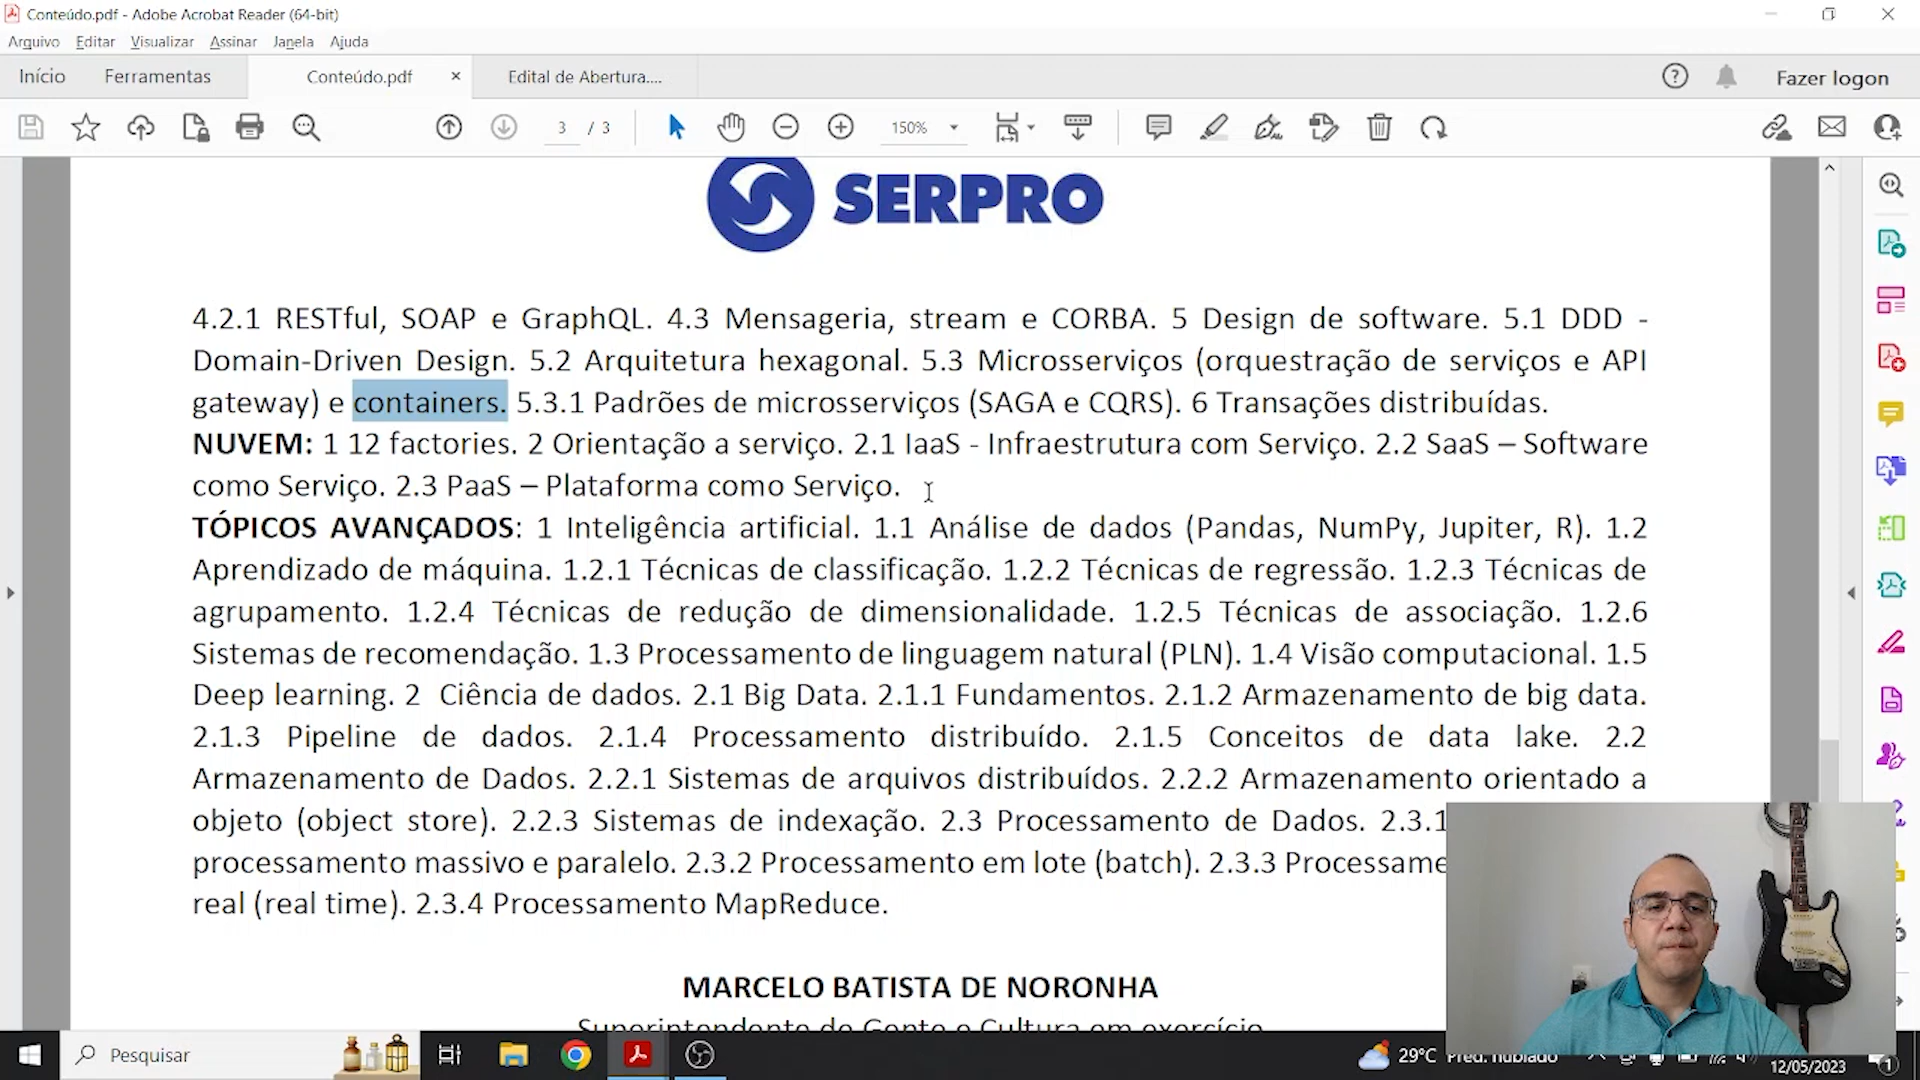 Conteúdo.pdf - Adobe Acrobat Reader (64-bit)
Arquivo Editar Visualizar Assinar Janela Ajuda
Início Ferramentas Conteúdo.pdf × Edital de Abertura.... Fazer logon
3 / 3 150%
SERPRO
4.2.1 RESTful, SOAP e GraphQL. 4.3 Mensageria, stream e CORBA. 5 Design de software. 5.1 DDD -
Domain-Driven Design. 5.2 Arquitetura hexagonal. 5.3 Microsserviços (orquestração de serviços e API
gateway) e containers. 5.3.1 Padrões de microsserviços (SAGA e CQRS). 6 Transações distribuídas.
NUVEM: 1 12 factories. 2 Orientação a serviço. 2.1 IaaS - Infraestrutura com Serviço. 2.2 SaaS – Software
como Serviço. 2.3 PaaS – Plataforma como Serviço.
TÓPICOS AVANÇADOS: 1 Inteligência artificial. 1.1 Análise de dados (Pandas, NumPy, Jupiter, R). 1.2
Aprendizado de máquina. 1.2.1 Técnicas de classificação. 1.2.2 Técnicas de regressão. 1.2.3 Técnicas de
agrupamento. 1.2.4 Técnicas de redução de dimensionalidade. 1.2.5 Técnicas de associação. 1.2.6
Sistemas de recomendação. 1.3 Processamento de linguagem natural (PLN). 1.4 Visão computacional. 1.5
Deep learning. 2 Ciência de dados. 2.1 Big Data. 2.1.1 Fundamentos. 2.1.2 Armazenamento de big data.
2.1.3 Pipeline de dados. 2.1.4 Processamento distribuído. 2.1.5 Conceitos de data lake. 2.2
Armazenamento de Dados. 2.2.1 Sistemas de arquivos distribuídos. 2.2.2 Armazenamento orientado a
objeto (object store). 2.2.3 Sistemas de indexação. 2.3 Processamento de Dados. 2.3.1
processamento massivo e paralelo. 2.3.2 Processamento em lote (batch). 2.3.3 Processame
real (real time). 2.3.4 Processamento MapReduce.
MARCELO BATISTA DE NORONHA
Superintendente de Gente e Cultura em exercício
Pesquisar 29°C Pred. nublado
12/05/2023 1